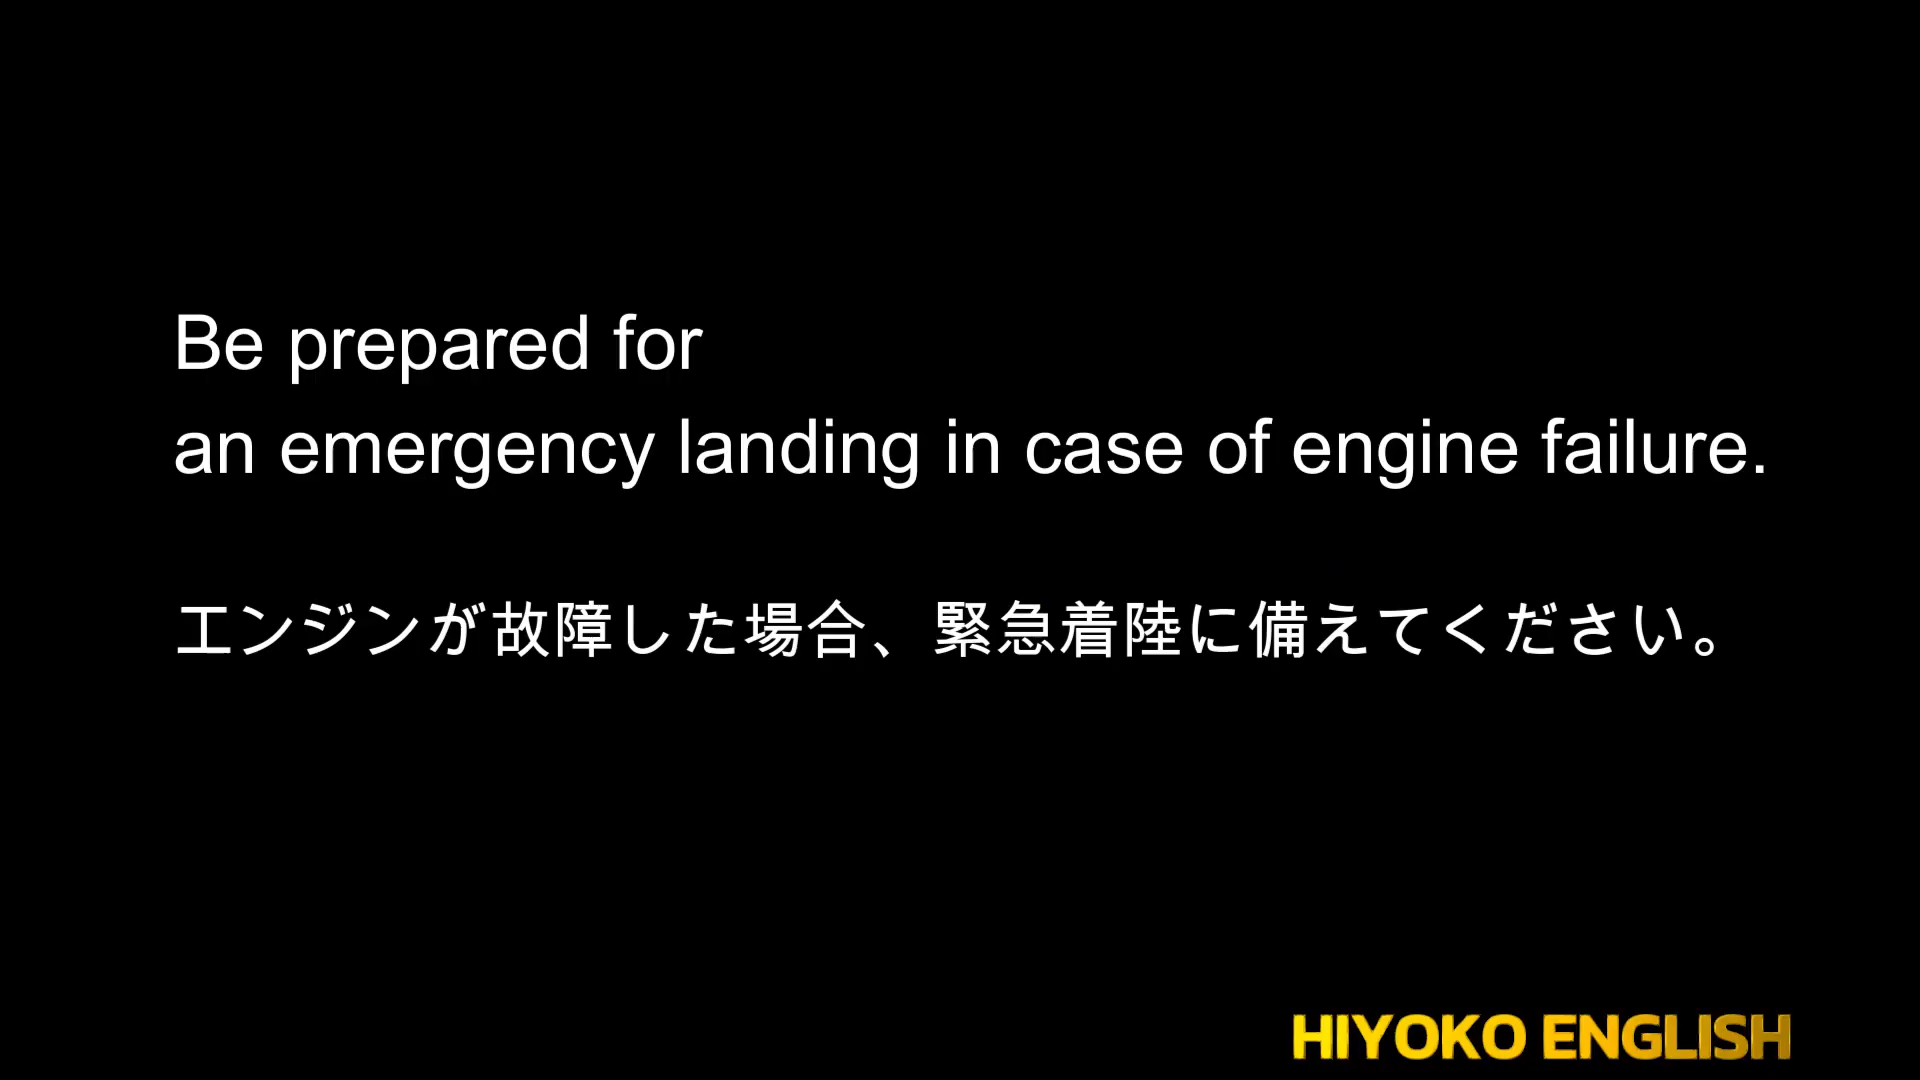 Be prepared for
an emergency landing in case of engine failure.
エンジンが故障した場合、緊急着陸に備えてください。
HIYOKO ENGLISH